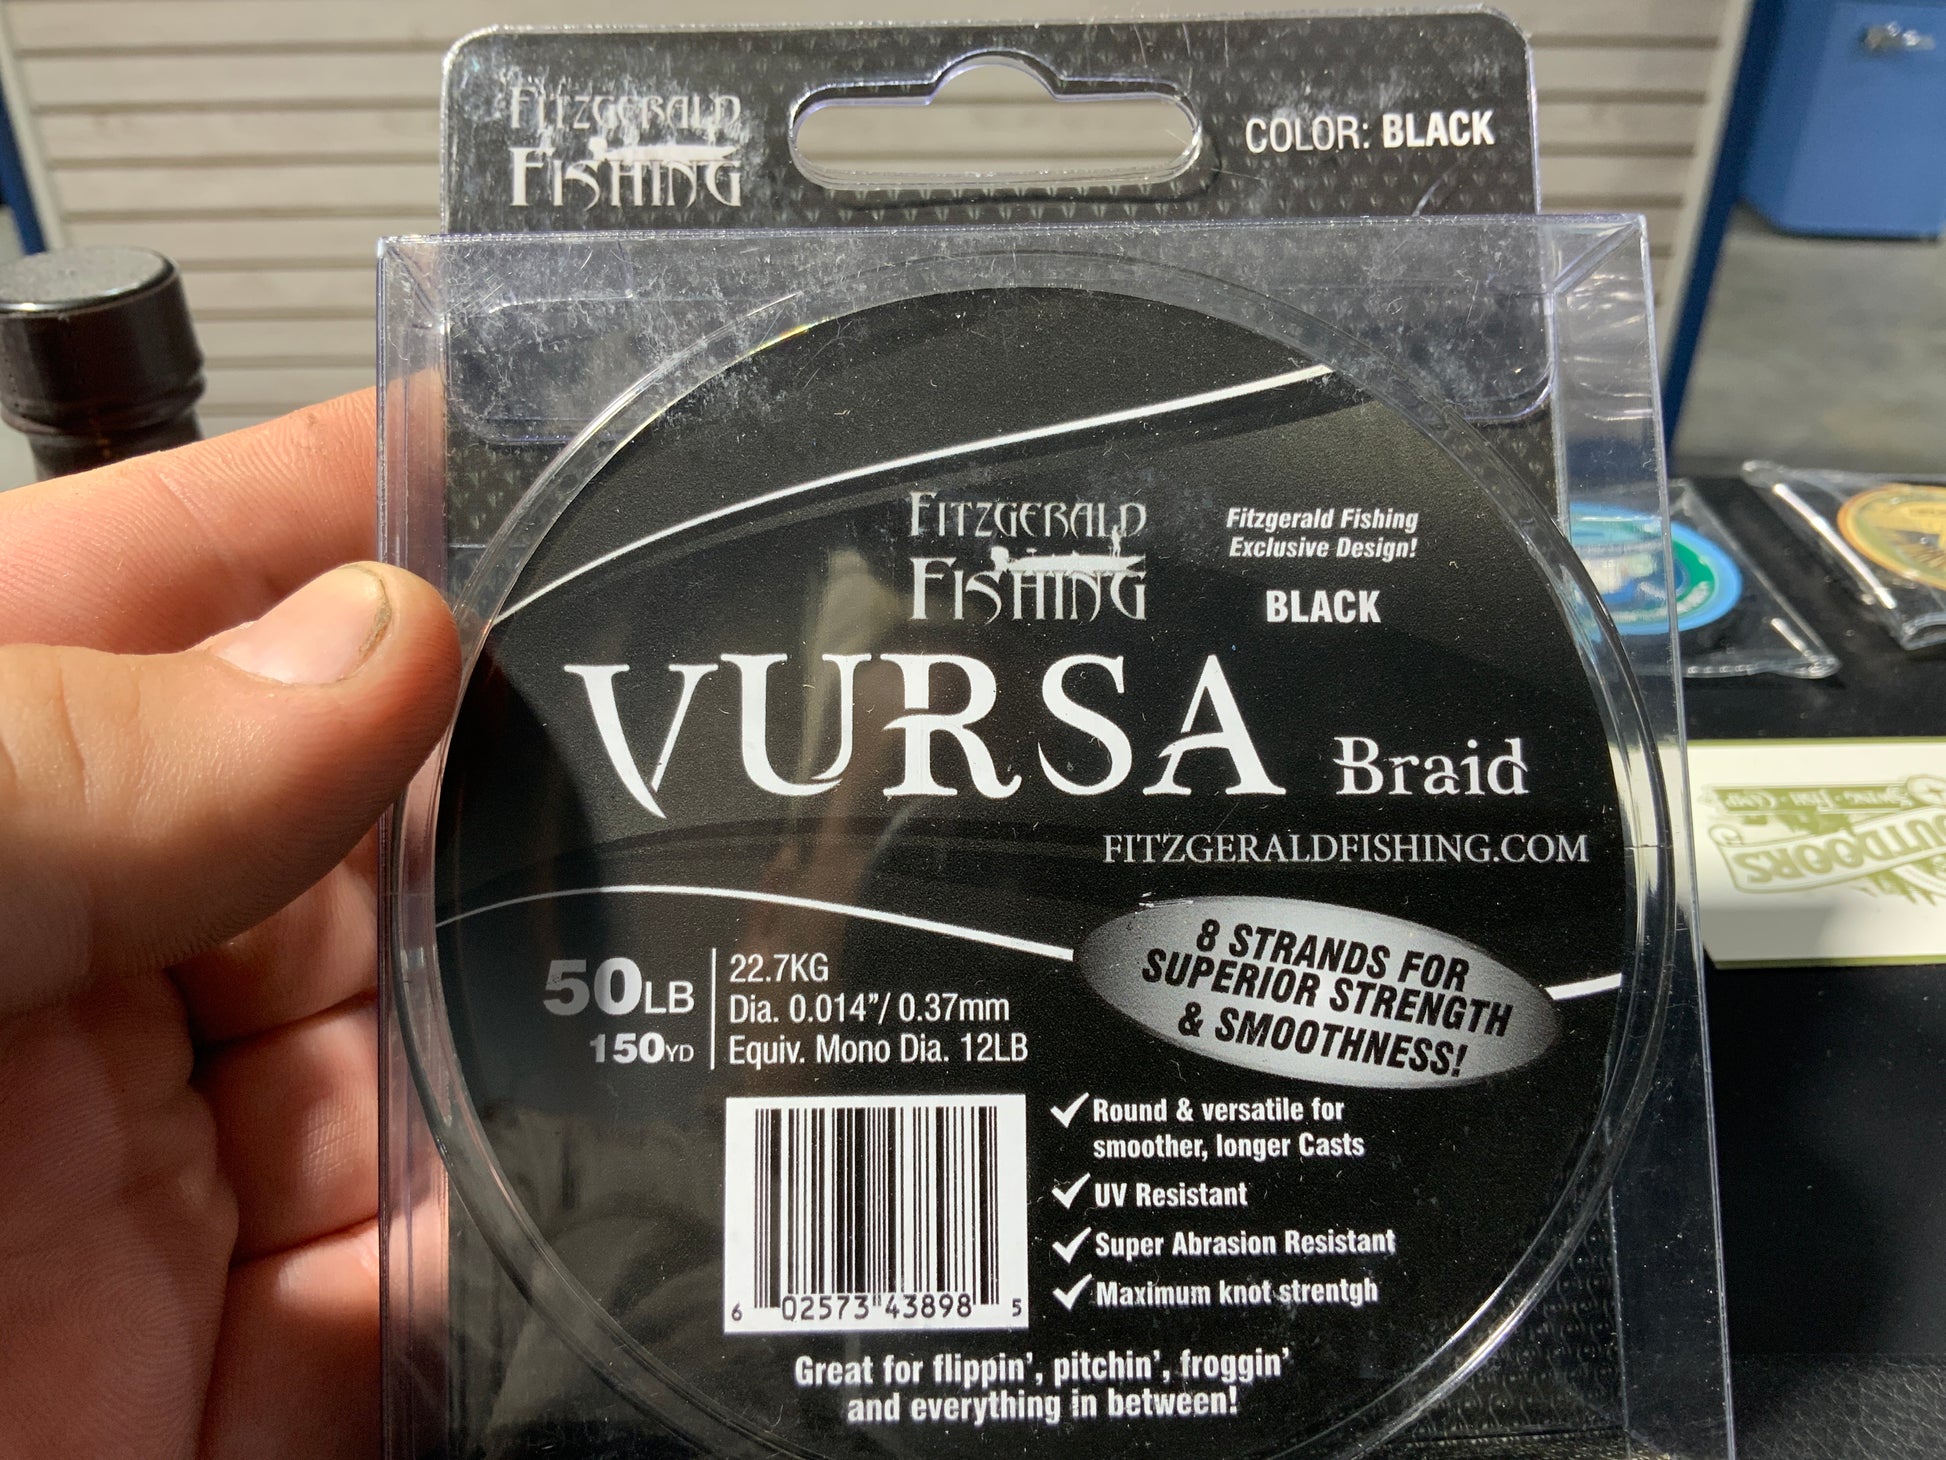 FITZGERALD
FISHING
COLOR: BLACK
FITZGERALD
FISHING
Fitzgerald Fishing
Exclusive Design!
BLACK
VURSA Braid
FITZGERALDFISHING.COM
50LB
150YD
22.7KG
Dia. 0.014”/ 0.37mm
Equiv. Mono Dia. 12LB
8 STRANDS FOR
SUPERIOR STRENGTH
& SMOOTHNESS!
Round & versatile for
smoother, longer Casts
UV Resistant
Super Abrasion Resistant
Maximum knot strentgh
6 02573 43898 5
Great for flippin’, pitchin’, froggin’
and everything in between!
OUTDOORS